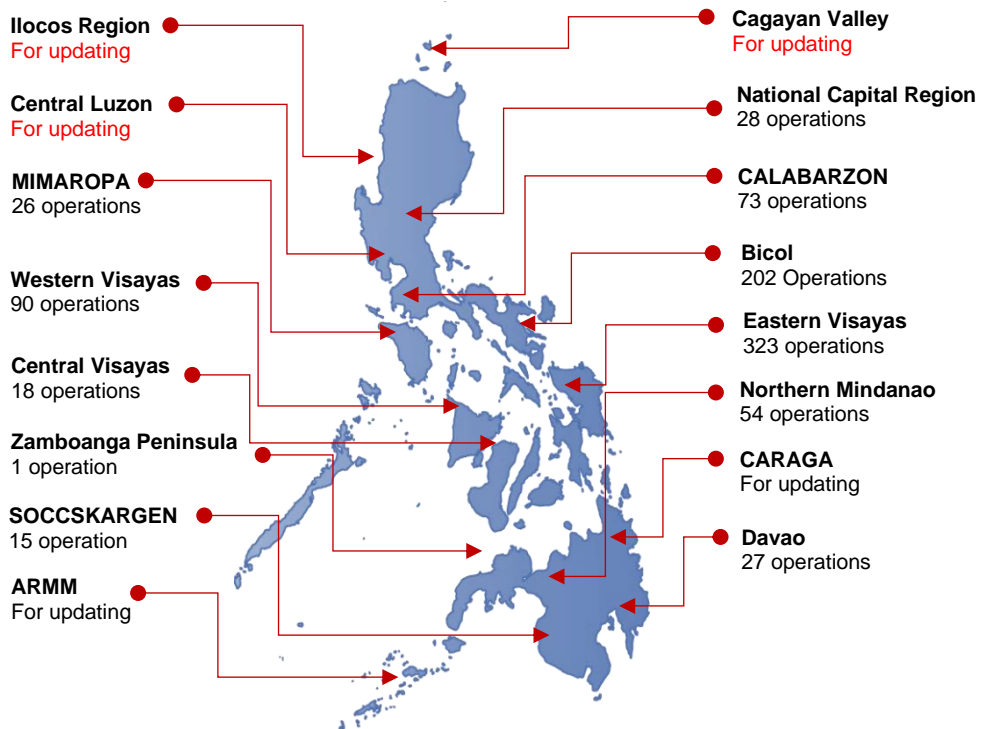 Ilocos Region
For updating
Central Luzon
For updating
MIMAROPA
26 operations
Western Visayas
90 operations
Central Visayas
18 operations
Zamboanga Peninsula
1 operation
SOCCSKARGEN
15 operation
ARMM
For updating
Cagayan Valley
For updating
National Capital Region
28 operations
CALABARZON
73 operations
Bicol
202 Operations
Eastern Visayas
323 operations
Northern Mindanao
54 operations
CARAGA
For updating
Davao
27 operations